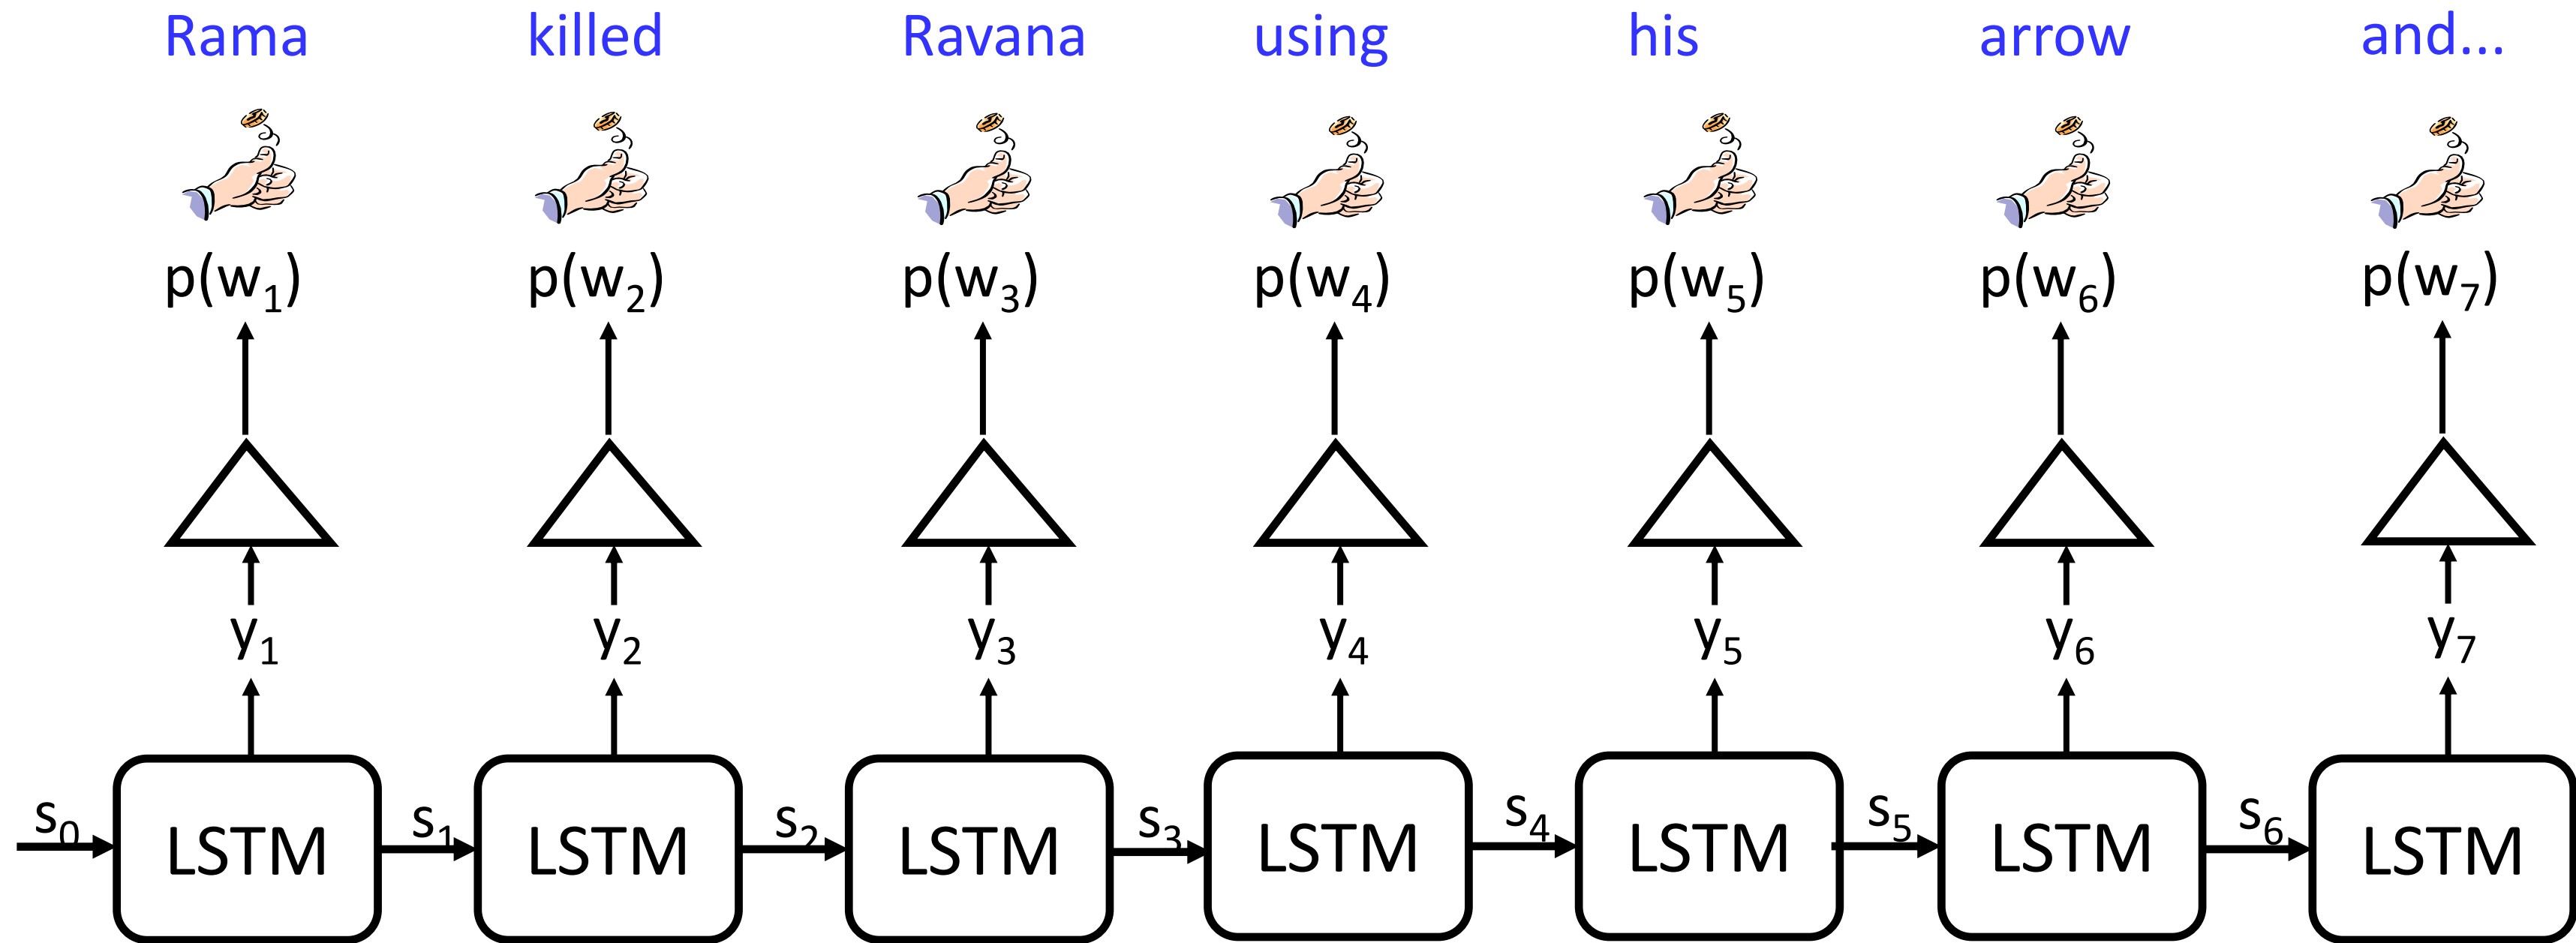 Rama killed Ravana using his arrow and...
p(w₁) p(w₂) p(w₃) p(w₄) p(w₅) p(w₆) p(w₇)
y₁ y₂ y₃ y₄ y₅ y₆ y₇
s₀ s₁ s₂ s₃ s₄ s₅ s₆
LSTM LSTM LSTM LSTM LSTM LSTM LSTM